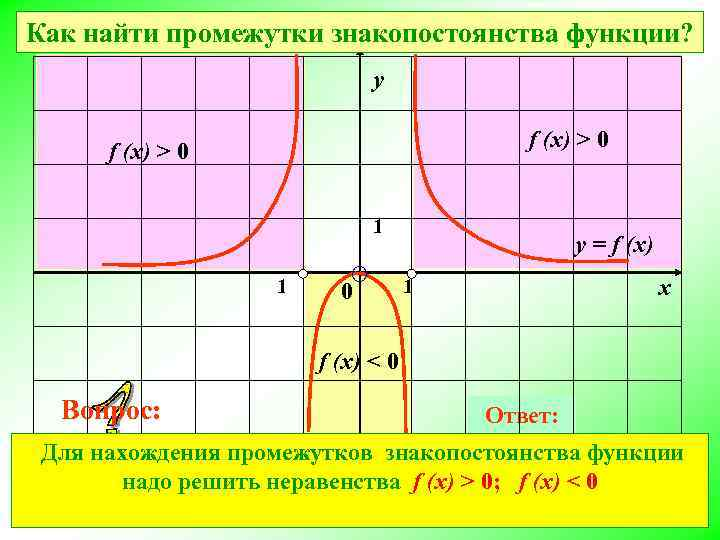 Как найти промежутки знакопостоянства функции?
y
f (x) > 0
f (x) > 0
1
y = f (x)
1
0
1
x
f (x) < 0
Вопрос:
Ответ:
Для нахождения промежутков знакопостоянства функции
надо решить неравенства f (x) > 0; f (x) < 0